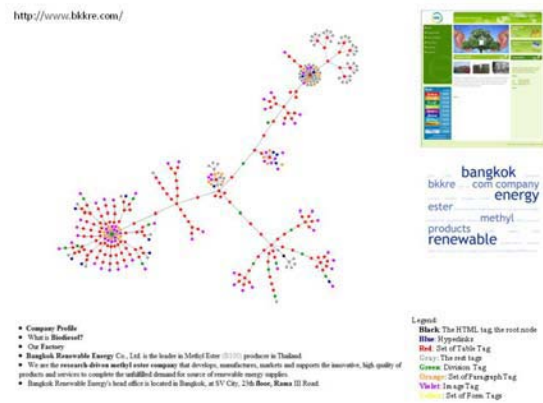 http://www.bkkre.com/
bangkok
bkkre com company
energy
ester
methyl
products
renewable
Company Profile
What is Biodiesel?
Our Factory
Bangkok Renewable Energy Co., Ltd. is the leader in Methyl Ester (B100) producer in Thailand
We are the research-driven methyl ester company that develops, manufactures, markets and supports the innovative, high quality of
products and services to complete the unfulfilled demand for source of renewable energy supplies.
Bangkok Renewable Energy's head office is located in Bangkok, at SV City, 23th floor, Rama III Road.
Legend:
Black: The HTML tag, the root node
Blue: Hyperlinks
Red: Set of Table Tag
Gray: The rest tags
Green: Division Tag
Orange: Set of Paragraph Tag
Violet: Image Tag
Yellow: Set of Form Tags